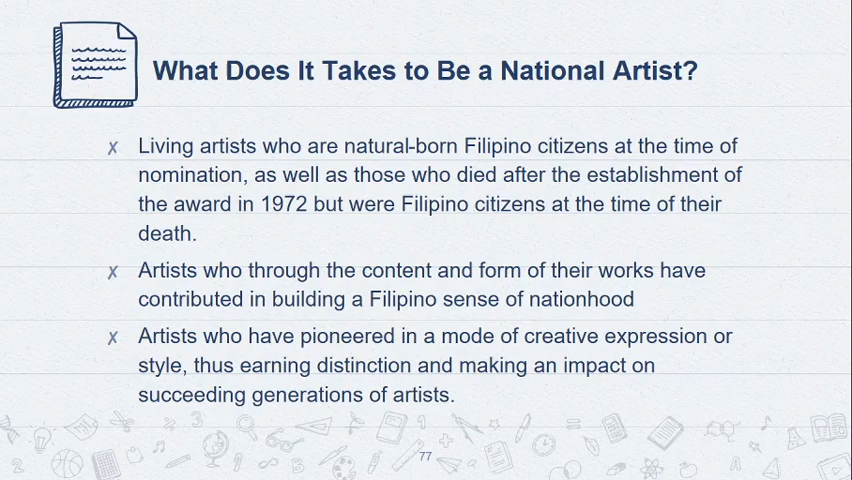 What Does It Takes to Be a National Artist?
✗ Living artists who are natural-born Filipino citizens at the time of
nomination, as well as those who died after the establishment of
the award in 1972 but were Filipino citizens at the time of their
death.
✗ Artists who through the content and form of their works have
contributed in building a Filipino sense of nationhood
✗ Artists who have pioneered in a mode of creative expression or
style, thus earning distinction and making an impact on
succeeding generations of artists.
77